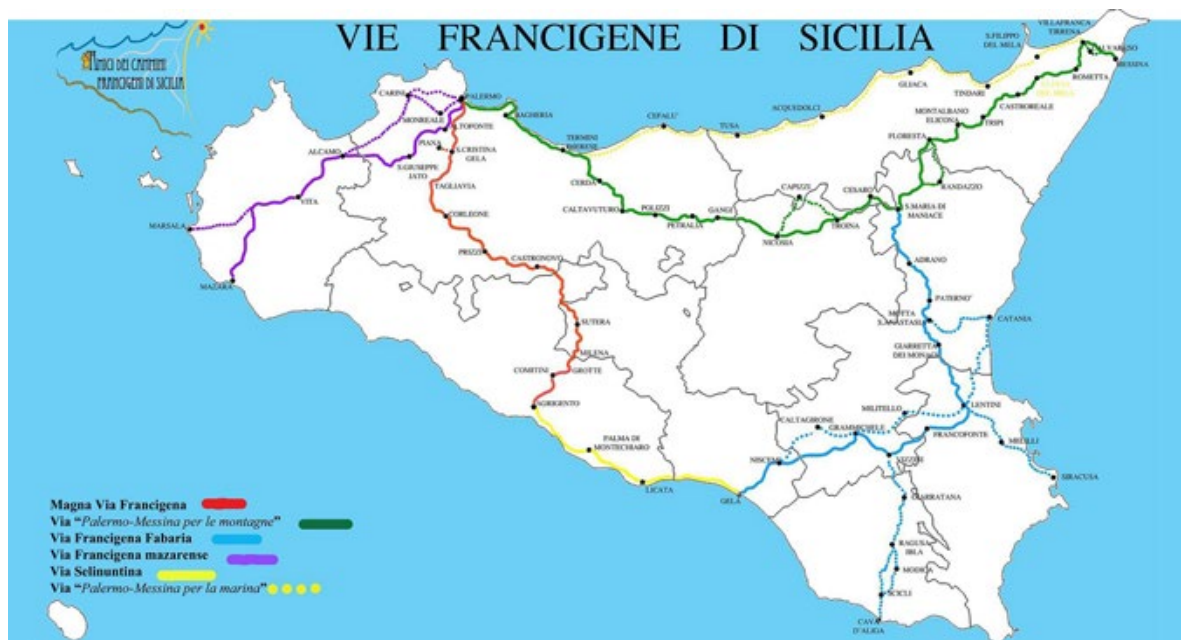 VIE FRANCIGENE DI SICILIA
AMICI DEI CAMMINI
FRANCIGENI DI SICILIA
VILLAFRANCA
TIRRENA
S.FILIPPO
DEL MELA
SAPONARA
MESSINA
ROMETTA
GLIACA
TINDARI
CASTROREALE
ACQUEDOLCI
MONTALBANO
ELICONA
TRIPI
FLORESTA
CARINI
PALERMO
MONREALE
BAGHERIA
CEFALU'
TUSA
ALTOFONTE
PIANA
S.CRISTINA
GELA
TERMINI
IMERESE
ALCAMO
S.GIUSEPPE
JATO
TAGLIAVIA
CERDA
CAPIZZI
CESARO'
RANDAZZO
VITA
CALTAVUTURO
POLIZZI
PETRALIA
GANGI
S.MARIA DI
MANIACE
MARSALA
CORLEONE
NICOSIA
TROINA
PRIZZI
CASTRONOVO
ADRANO
MAZARA
PATERNO'
SUTERA
MOTTA
S.ANASTASIA
CATANIA
MILENA
GIARRETTA
DEI MONACI
COMITINI
GROTTE
AGRIGENTO
MILITELLO
LENTINI
CALTAGIRONE
GRAMMICHELE
FRANCOFONTE
PALMA DI
MONTECHIARO
MELILLI
NISCEMI
VIZZINI
SIRACUSA
LICATA
GELA
GIARRATANA
RAGUSA
IBLA
MODICA
SCICLI
CAVA
D'ALIGA
Magna Via Francigena
Via "Palermo-Messina per le montagne"
Via Francigena Fabaria
Via Francigena mazarense
Via Selinuntina
Via "Palermo-Messina per la marina"